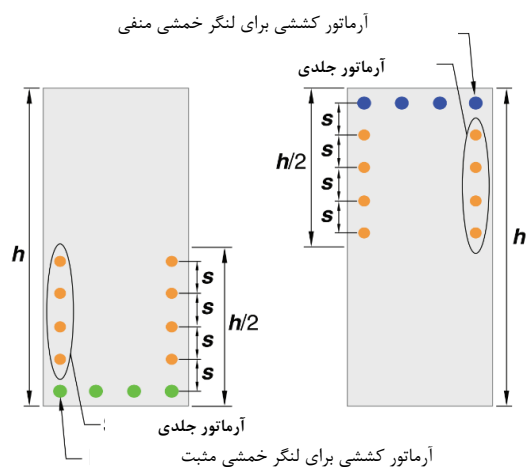 آرماتور کششی برای لنگر خمشی منفی
آرماتور جلدی
s
s
s
s
h/2
h
h
s
s
s
s
h/2
آرماتور جلدی
آرماتور کششی برای لنگر خمشی مثبت